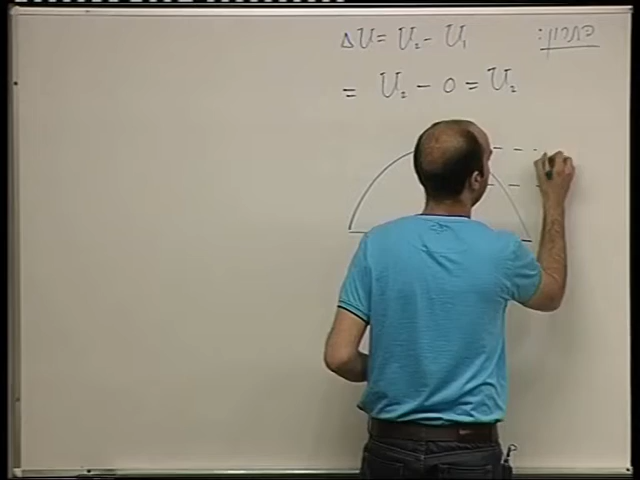 פתרון:
ΔU = U₂ - U₁
= U₂ - 0 = U₂